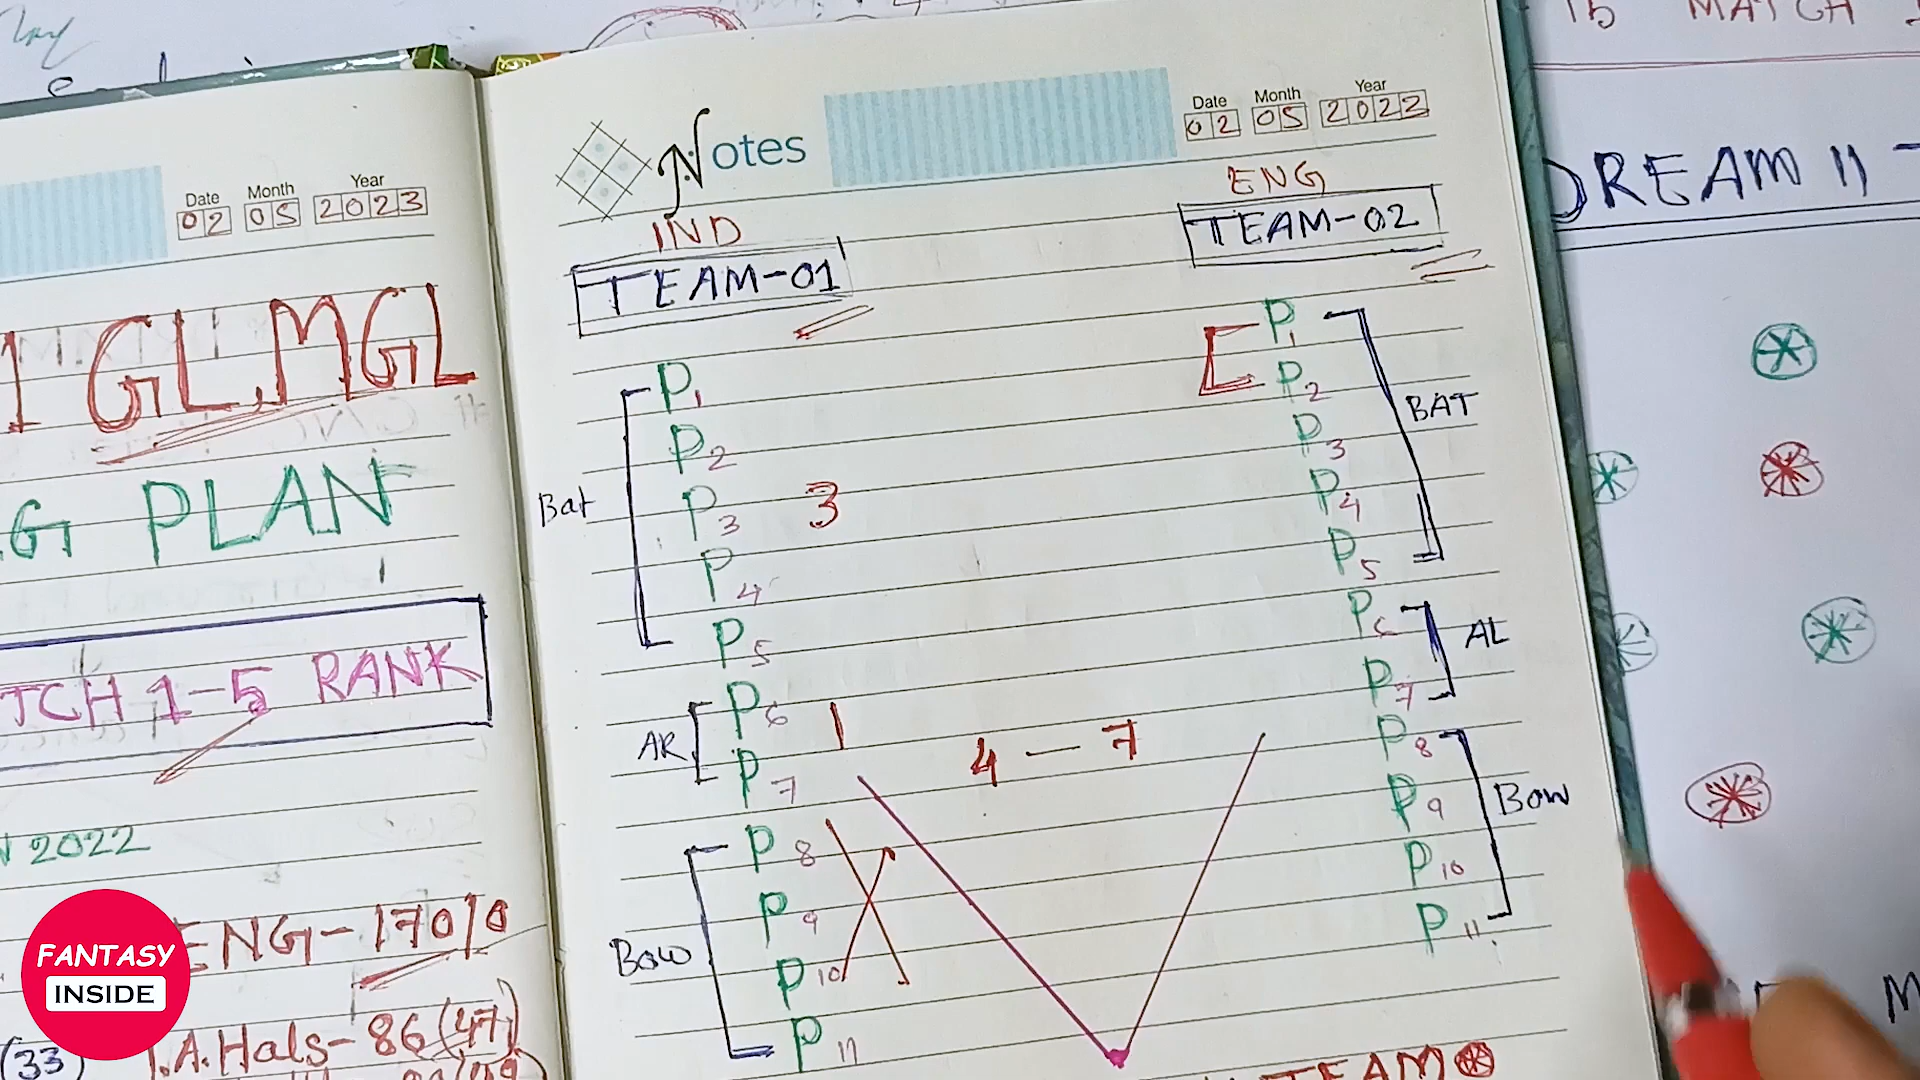 Date Month Year
02 05 2023
GL, MGL
PLAN
1-5 RANK
2022
ENG-170/0
(33)
1.A.Hals-86(47)
FANTASY
INSIDE
Notes
Date Month Year
02 05 2022
IND
TEAM-01
ENG
TEAM-02
Bat
P1
P2
P3 3
P4
P5
AR
P6 1
P7
4-7
Bow
P8
P9
P10
P11
P1
P2
P3
P4
P5
BAT
P6
P7
AL
P8
P9
P10
P11
Bow
TEAM
MATCH
DREAM 11